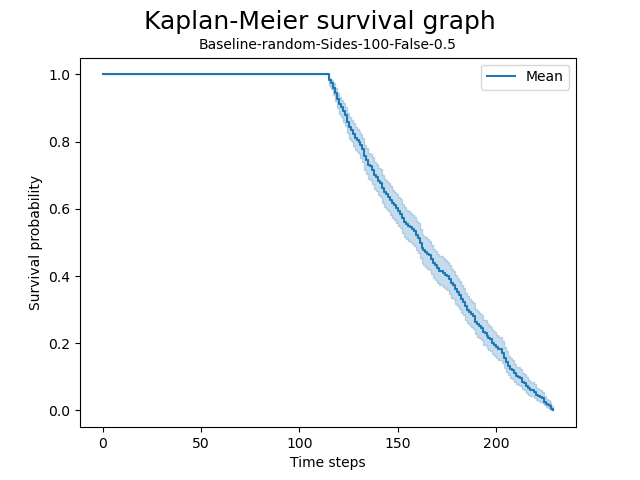 Kaplan-Meier survival graph
Baseline-random-Sides-100-False-0.5
Mean
Survival probability
1.0
0.8
0.6
0.4
0.2
0.0
0 50 100 150 200
Time steps